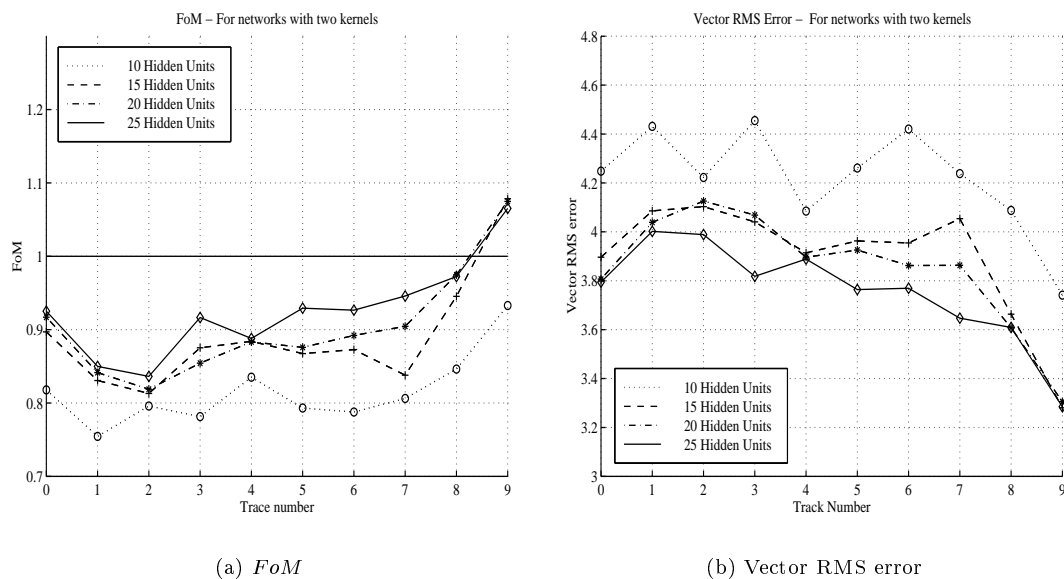 FoM – For networks with two kernels
10 Hidden Units
15 Hidden Units
20 Hidden Units
25 Hidden Units
1.2
1.1
1
0.9
0.8
0.7
FoM
0 1 2 3 4 5 6 7 8 9
Trace number
(a) FoM
Vector RMS Error – For networks with two kernels
4.8
4.6
4.4
4.2
4
3.8
3.6
3.4
3.2
3
Vector RMS error
10 Hidden Units
15 Hidden Units
20 Hidden Units
25 Hidden Units
0 1 2 3 4 5 6 7 8 9
Track Number
(b) Vector RMS error